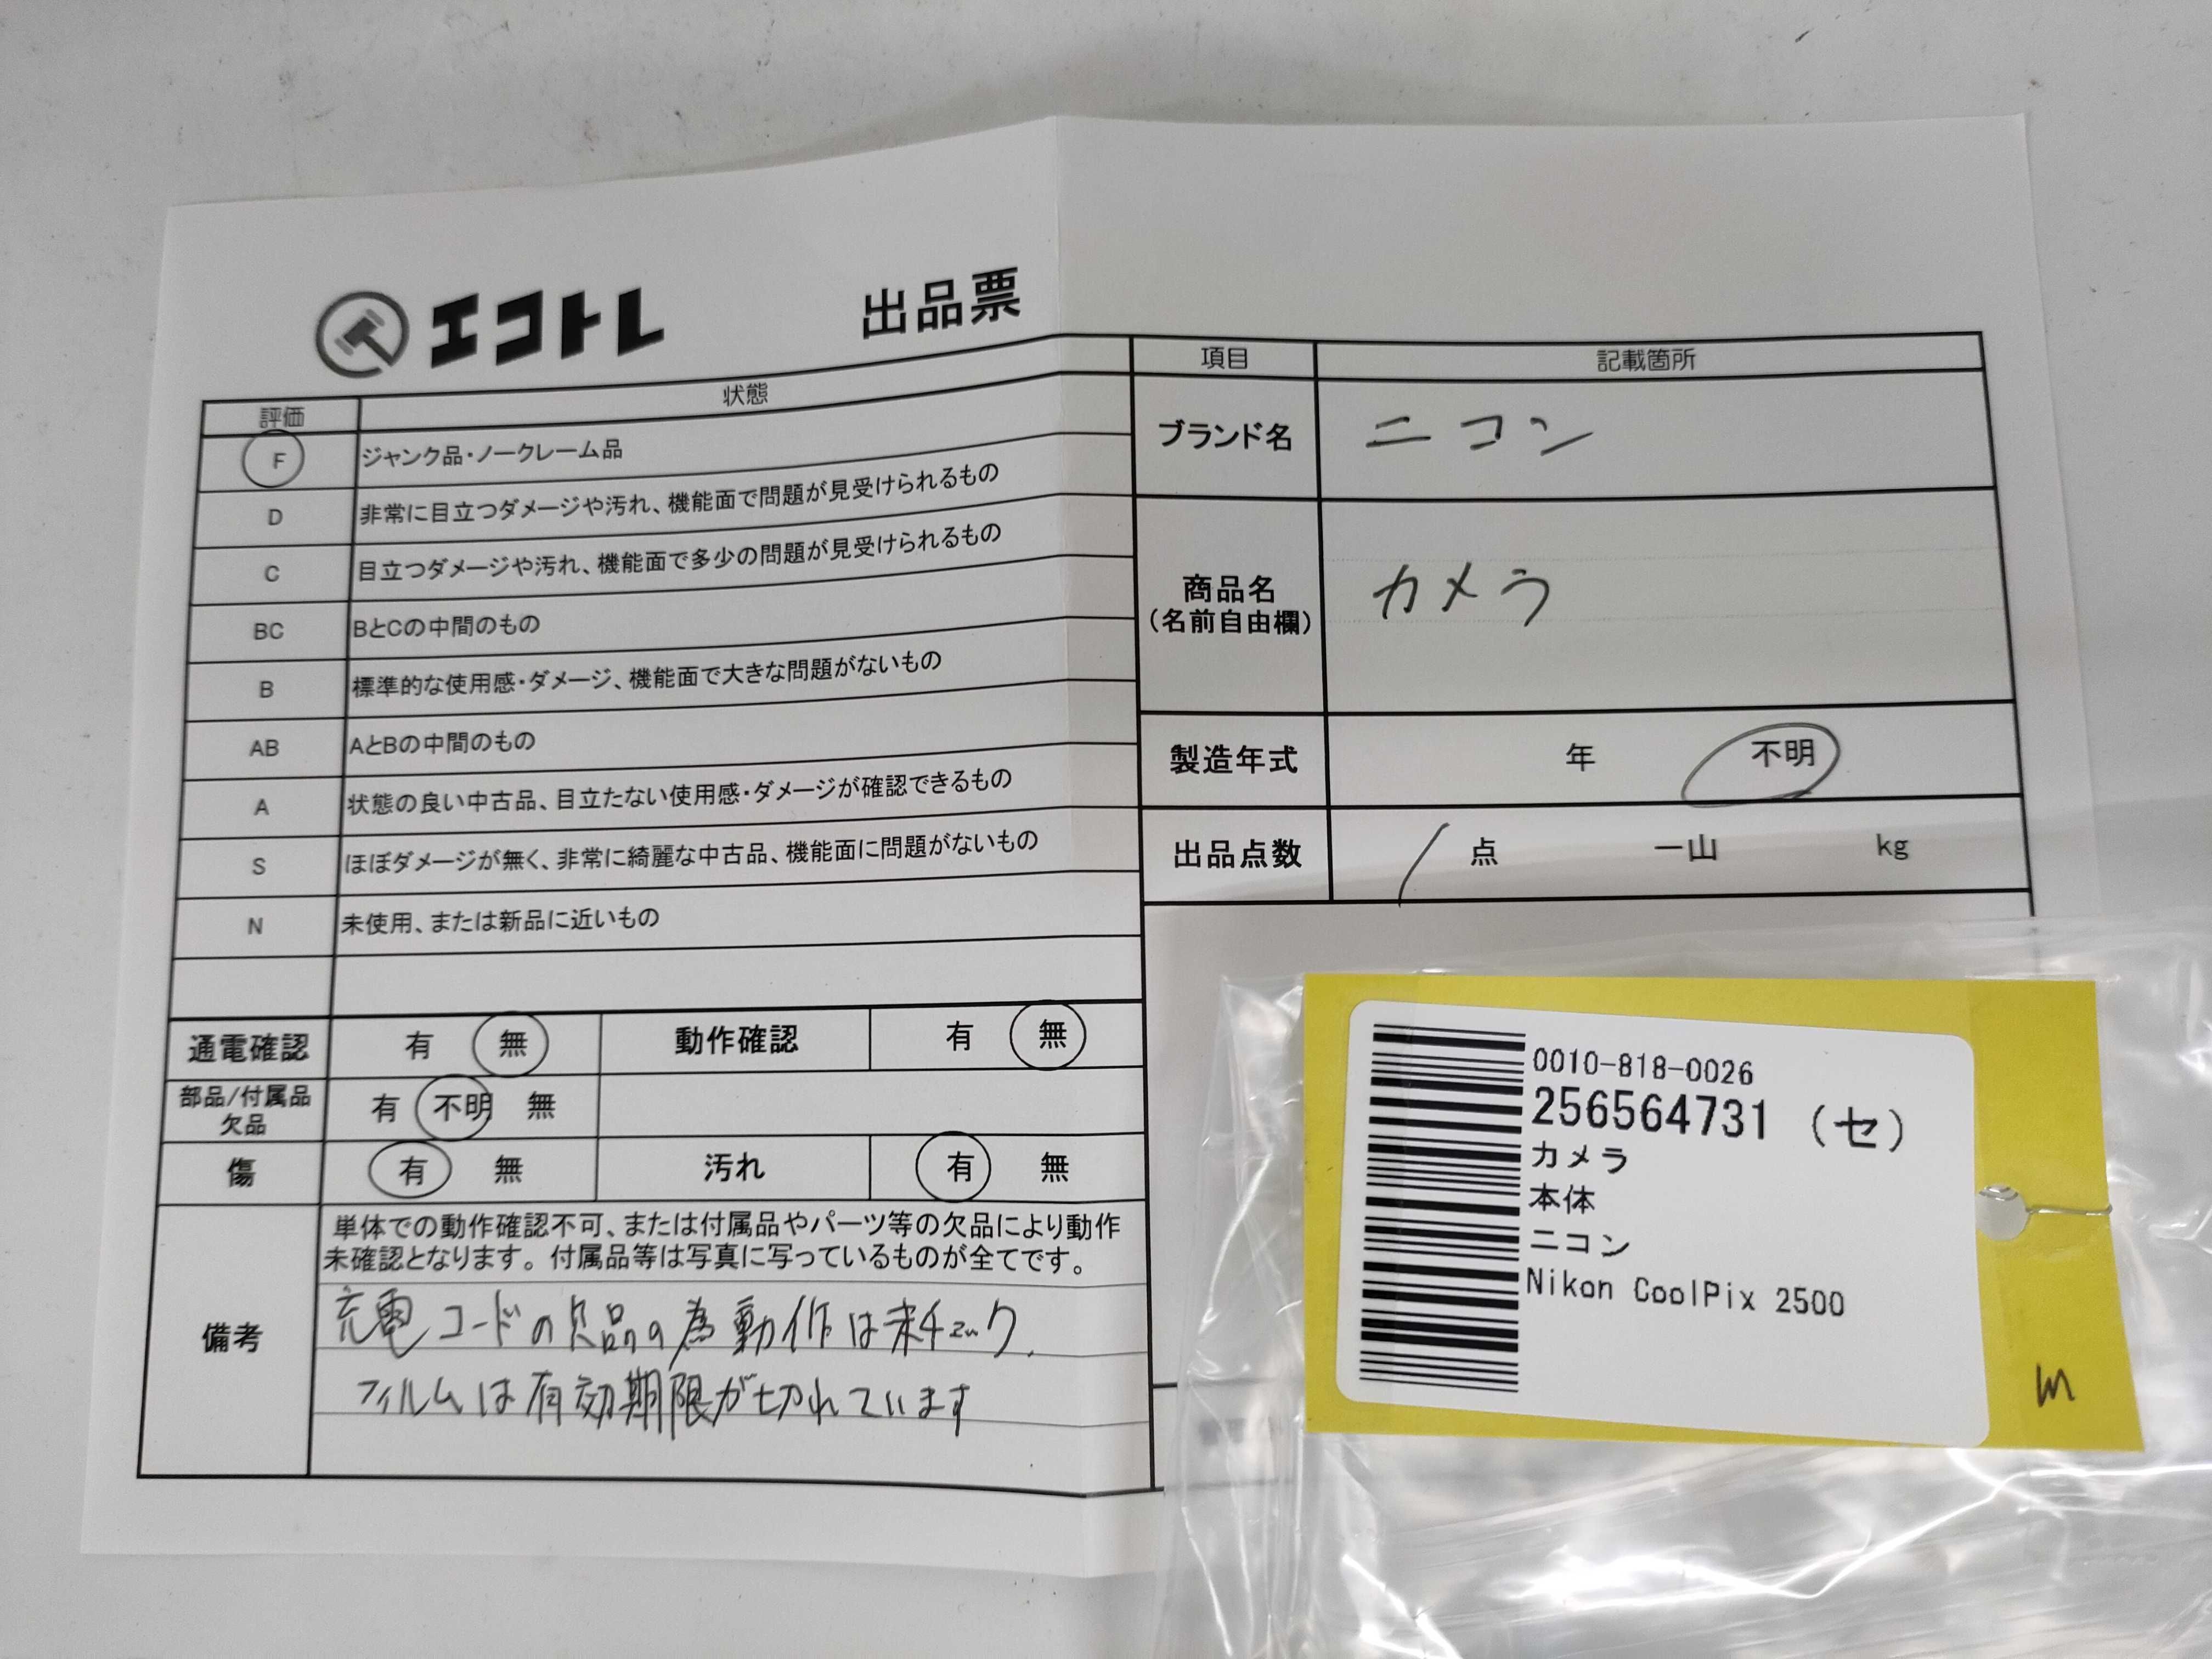 エコトレ 出品票
評価 状態
F ジャンク品・ノークレーム品
D 非常に目立つダメージや汚れ、機能面で問題が見受けられるもの
C 目立つダメージや汚れ、機能面で多少の問題が見受けられるもの
BC BとCの中間のもの
B 標準的な使用感・ダメージ、機能面で大きな問題がないもの
AB AとBの中間のもの
A 状態の良い中古品、目立たない使用感・ダメージが確認できるもの
S ほぼダメージが無く、非常に綺麗な中古品、機能面に問題がないもの
N 未使用、または新品に近いもの
通電確認 有 無 動作確認 有 無
部品/付属品
欠品 有 不明 無
傷 有 無 汚れ 有 無
備考
単体での動作確認不可、または付属品やパーツ等の欠品により動作
未確認となります。付属品等は写真に写っているものが全てです。
充電コードの欠品の為動作は未チェック.
フィルムは有効期限が切れています
項目 記載箇所
ブランド名 ニコン
商品名
(名前自由欄) カメラ
製造年式 年 不明
出品点数 1 点 一山 kg
0010-818-0026
256564731 (セ)
カメラ
本体
ニコン
Nikon CoolPix 2500